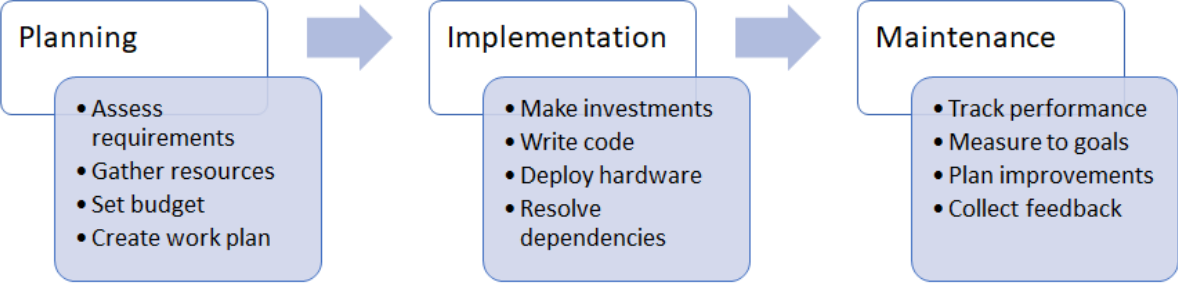 Planning
• Assess
requirements
• Gather resources
• Set budget
• Create work plan
Implementation
• Make investments
• Write code
• Deploy hardware
• Resolve
dependencies
Maintenance
• Track performance
• Measure to goals
• Plan improvements
• Collect feedback